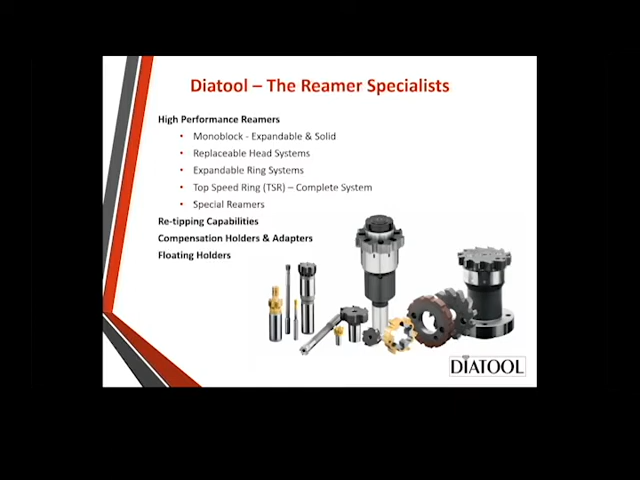 Diatool – The Reamer Specialists
High Performance Reamers
• Monoblock - Expandable & Solid
• Replaceable Head Systems
• Expandable Ring Systems
• Top Speed Ring (TSR) – Complete System
• Special Reamers
Re-tipping Capabilities
Compensation Holders & Adapters
Floating Holders
DIATOOL